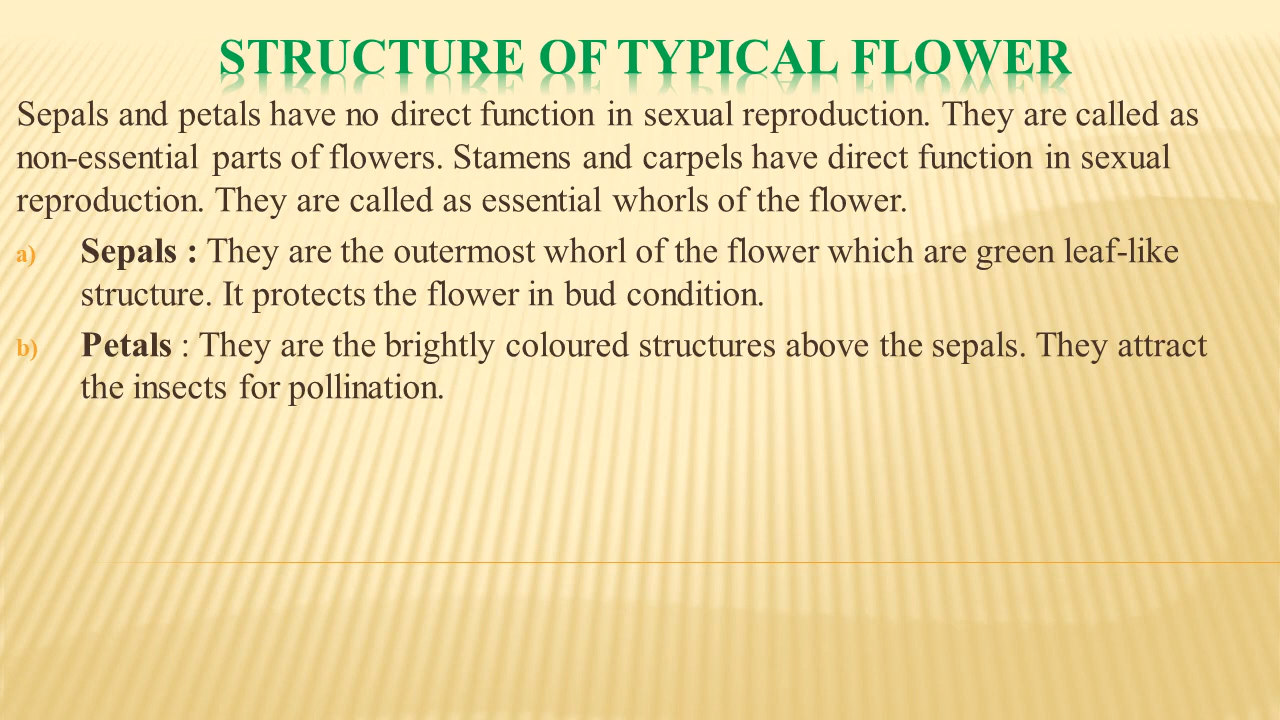 STRUCTURE OF TYPICAL FLOWER
Sepals and petals have no direct function in sexual reproduction. They are called as
non-essential parts of flowers. Stamens and carpels have direct function in sexual
reproduction. They are called as essential whorls of the flower.
a) Sepals : They are the outermost whorl of the flower which are green leaf-like
structure. It protects the flower in bud condition.
b) Petals : They are the brightly coloured structures above the sepals. They attract
the insects for pollination.